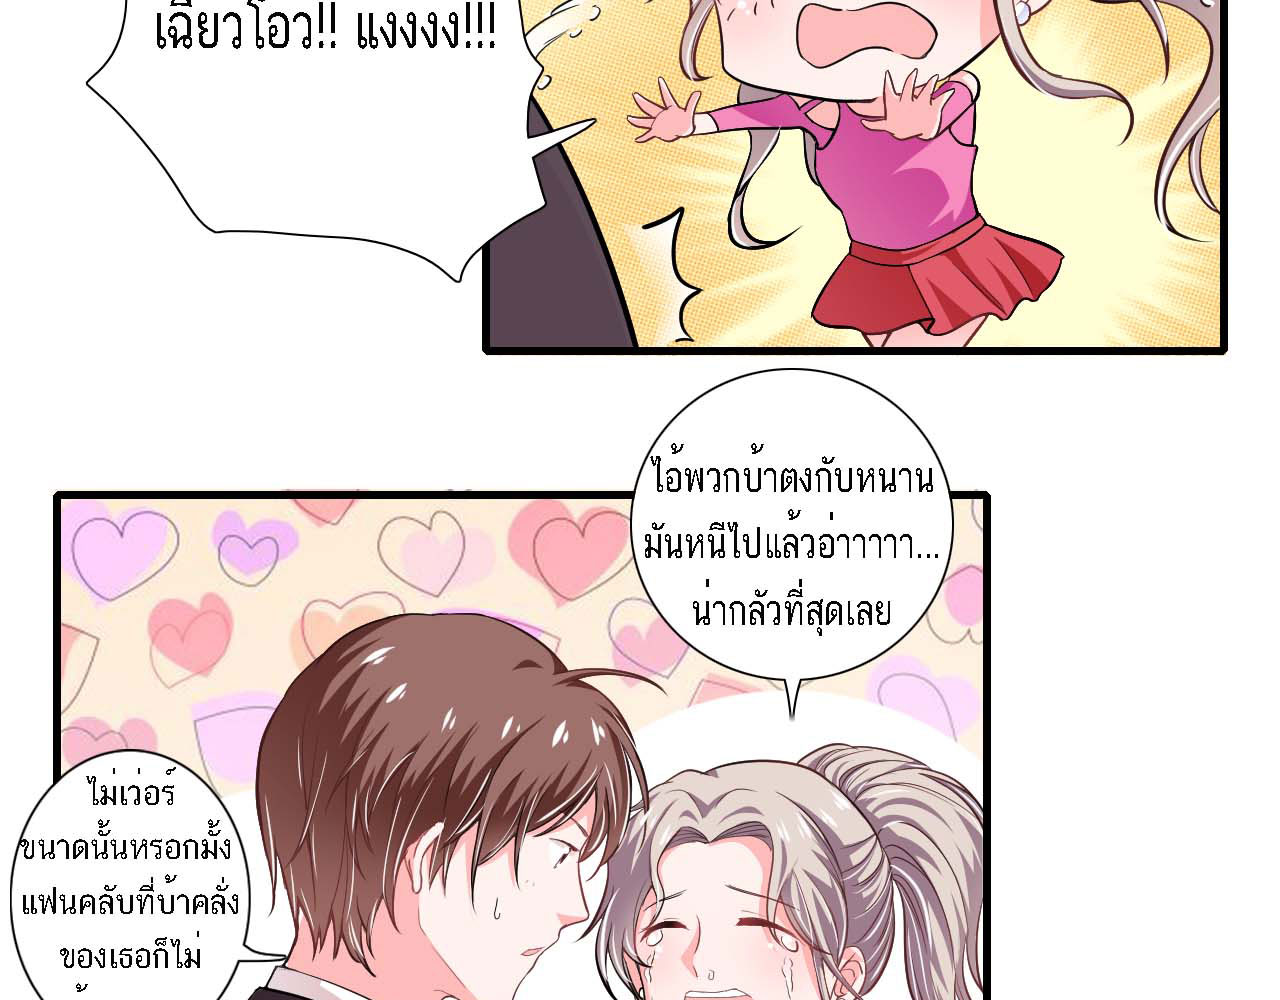 เฉียวโอว!! แงงงง!!!
ไอ้พวกบ้าตงกับหนาน
มันหนีไปแล้วอ่าาาาา...
น่ากลัวที่สุดเลย
ไม่เว่อร์
ขนาดนั้นหรอกมั้ง
แฟนคลับที่บ้าคลั่ง
ของเธอก็ไม่